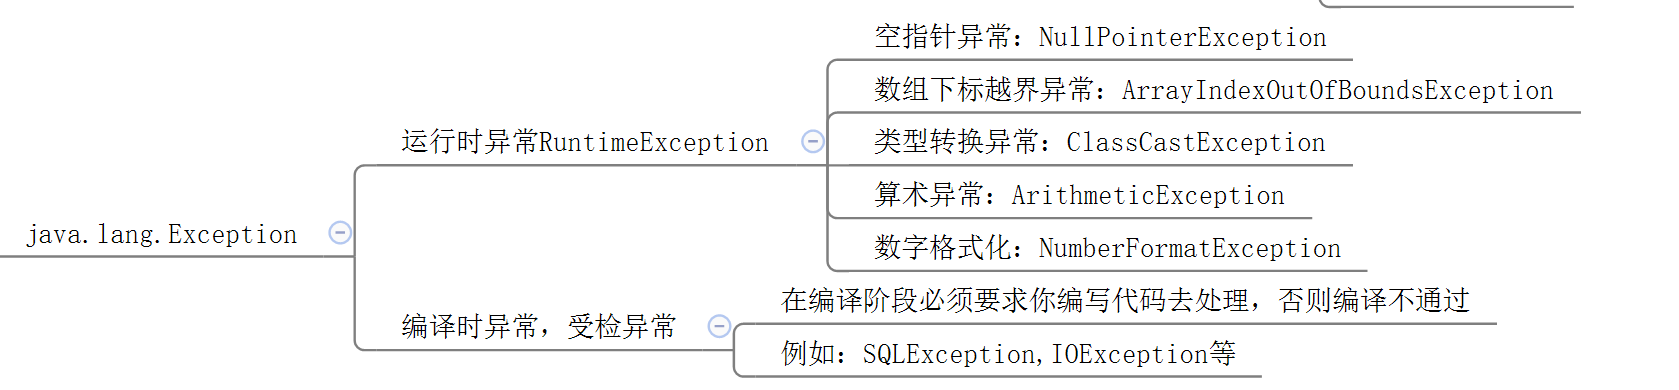 java.lang.Exception
运行时异常RuntimeException
空指针异常：NullPointerException
数组下标越界异常：ArrayIndexOutOfBoundsException
类型转换异常：ClassCastException
算术异常：ArithmeticException
数字格式化：NumberFormatException
编译时异常，受检异常
在编译阶段必须要求你编写代码去处理，否则编译不通过
例如：SQLException,IOException等